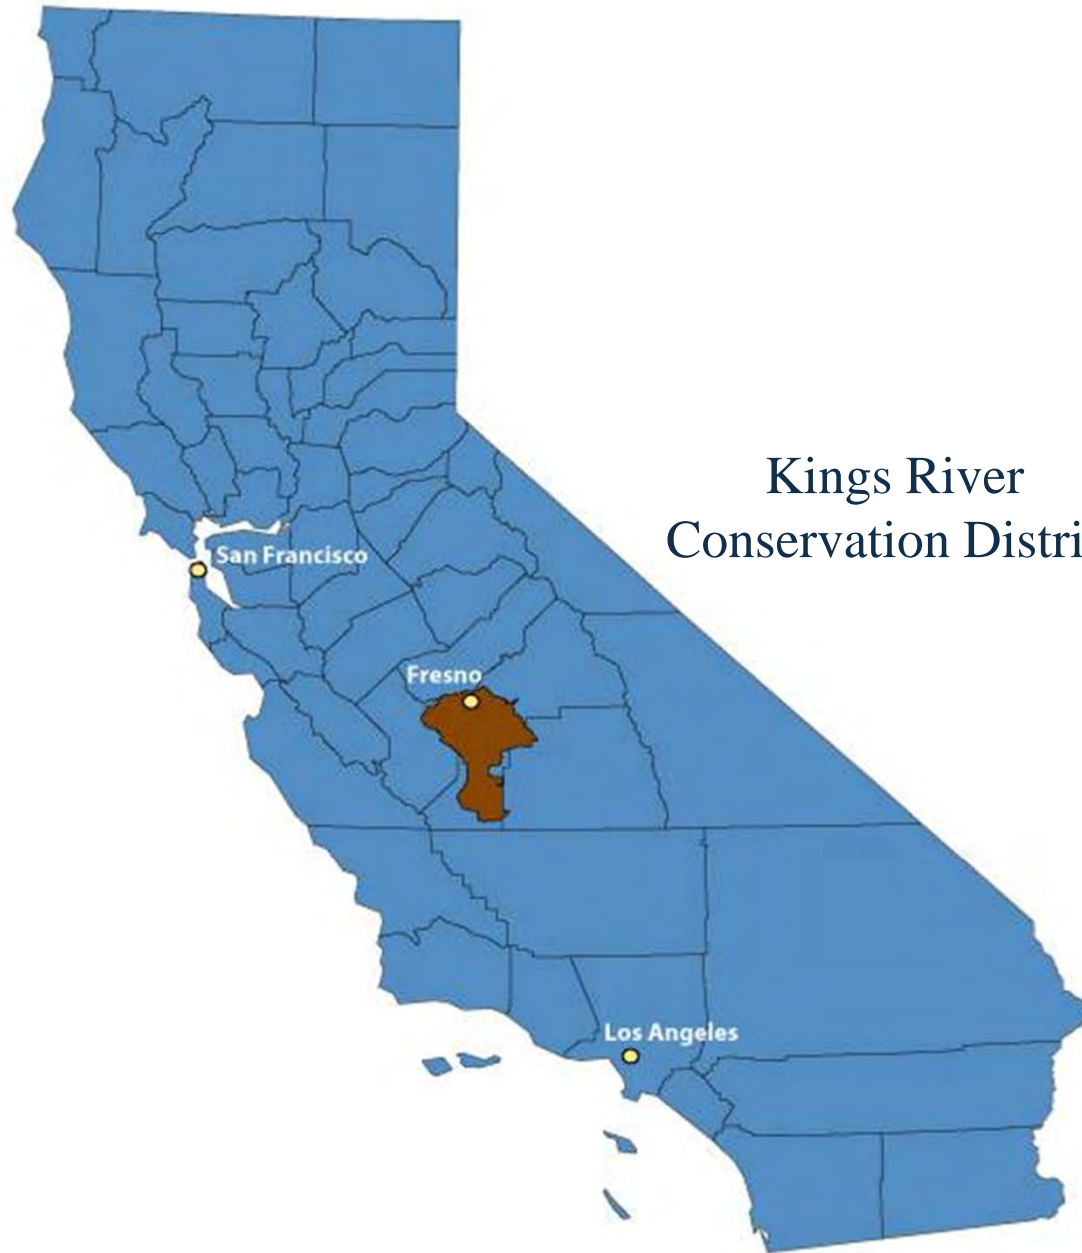 Kings River
Conservation Distri
San Francisco
Fresno
Los Angeles